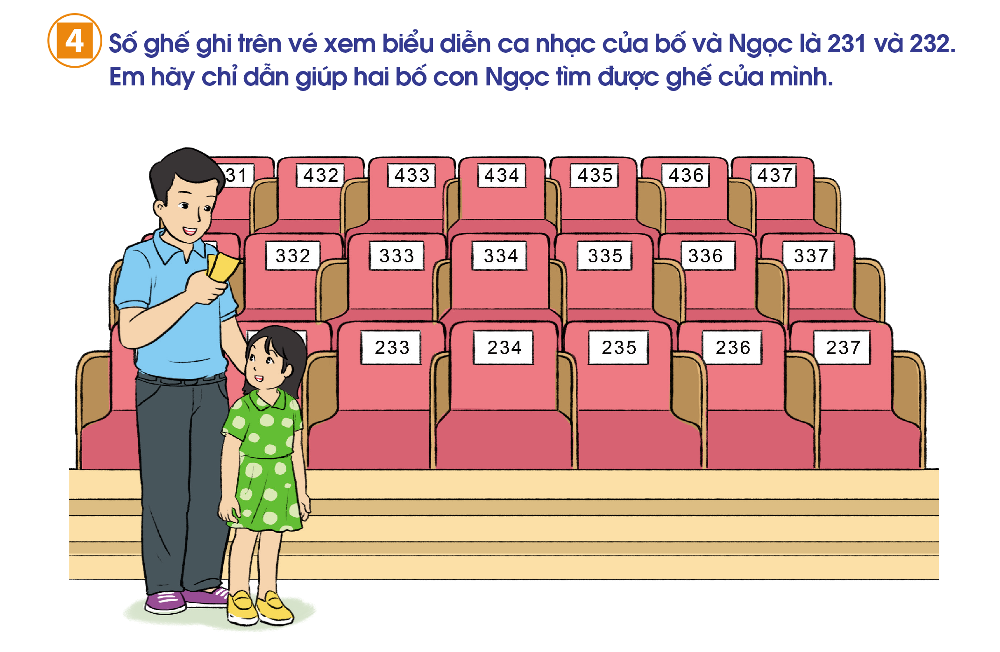 4 Số ghế ghi trên vé xem biểu diễn ca nhạc của bố và Ngọc là 231 và 232.
Em hãy chỉ dẫn giúp hai bố con Ngọc tìm được ghế của mình.
31 432 433 434 435 436 437
332 333 334 335 336 337
233 234 235 236 237